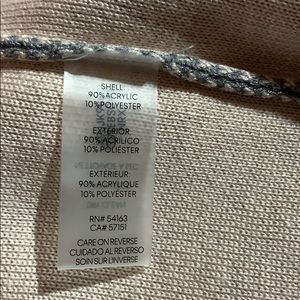 SHELL
90% ACRYLIC
10% POLYESTER
EXTERIOR
90% ACRILICO
10% POLIÉSTER
EXTÉRIEUR
90% ACRYLIQUE
10% POLYESTER
RN# 54163
CA# 57151
CARE ON REVERSE
CUIDADO AL REVERSO
SOIN SUR L'INVERSE